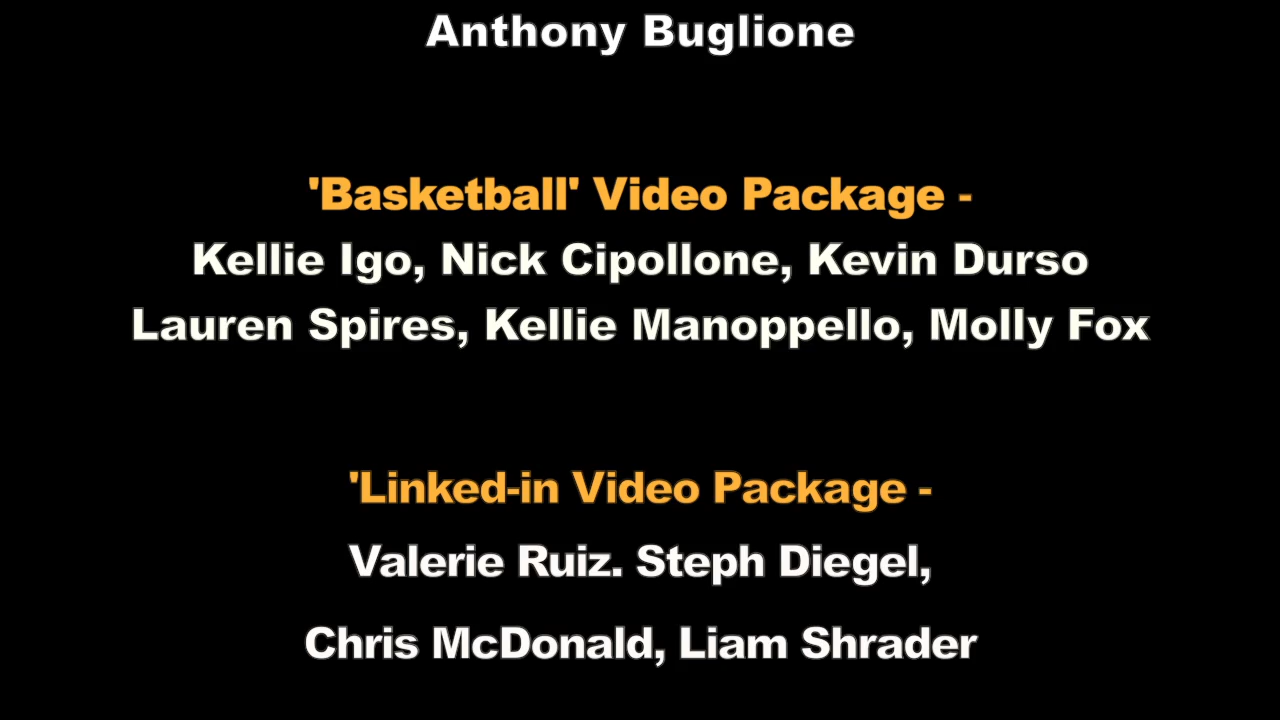 Anthony Buglione
'Basketball' Video Package -
Kellie Igo, Nick Cipollone, Kevin Durso
Lauren Spires, Kellie Manoppello, Molly Fox
'Linked-in Video Package -
Valerie Ruiz. Steph Diegel,
Chris McDonald, Liam Shrader